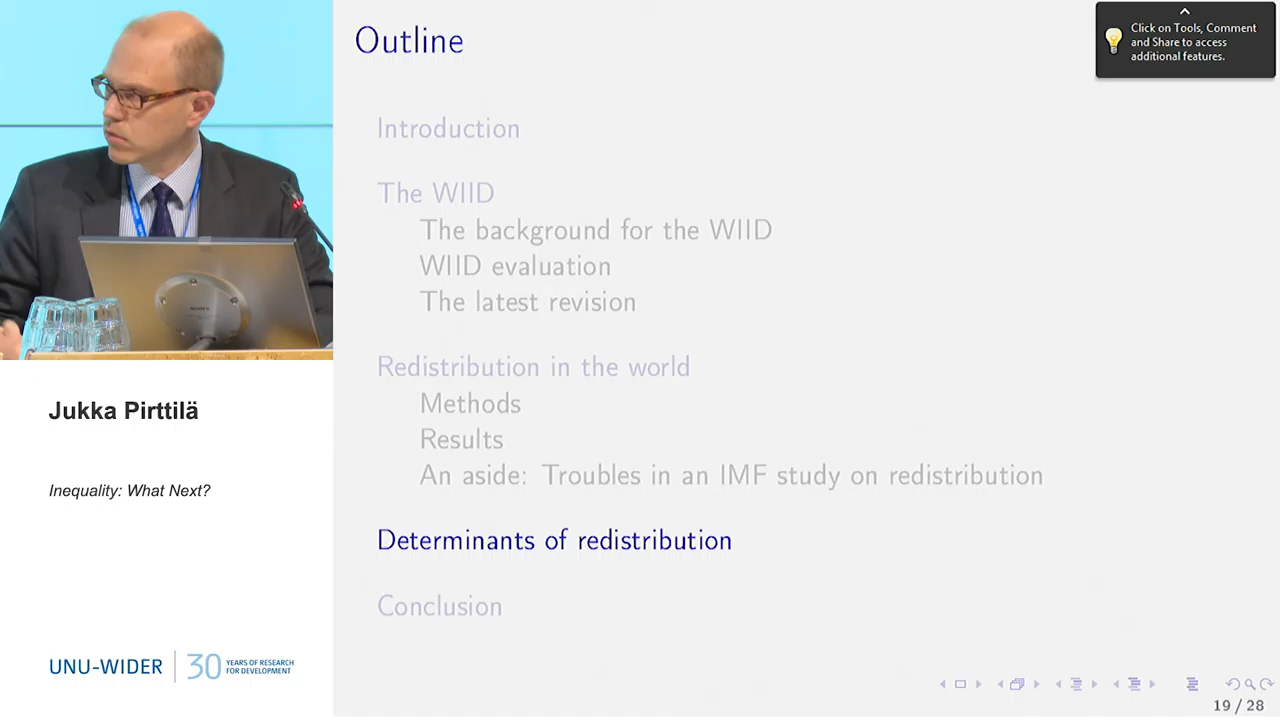 Outline
Click on Tools, Comment
and Share to access
additional features.
Introduction
The WIID
The background for the WIID
WIID evaluation
The latest revision
Redistribution in the world
Methods
Results
An aside: Troubles in an IMF study on redistribution
Determinants of redistribution
Conclusion
19 / 28
Jukka Pirttilä
Inequality: What Next?
UNU-WIDER
30 YEARS OF RESEARCH
FOR DEVELOPMENT